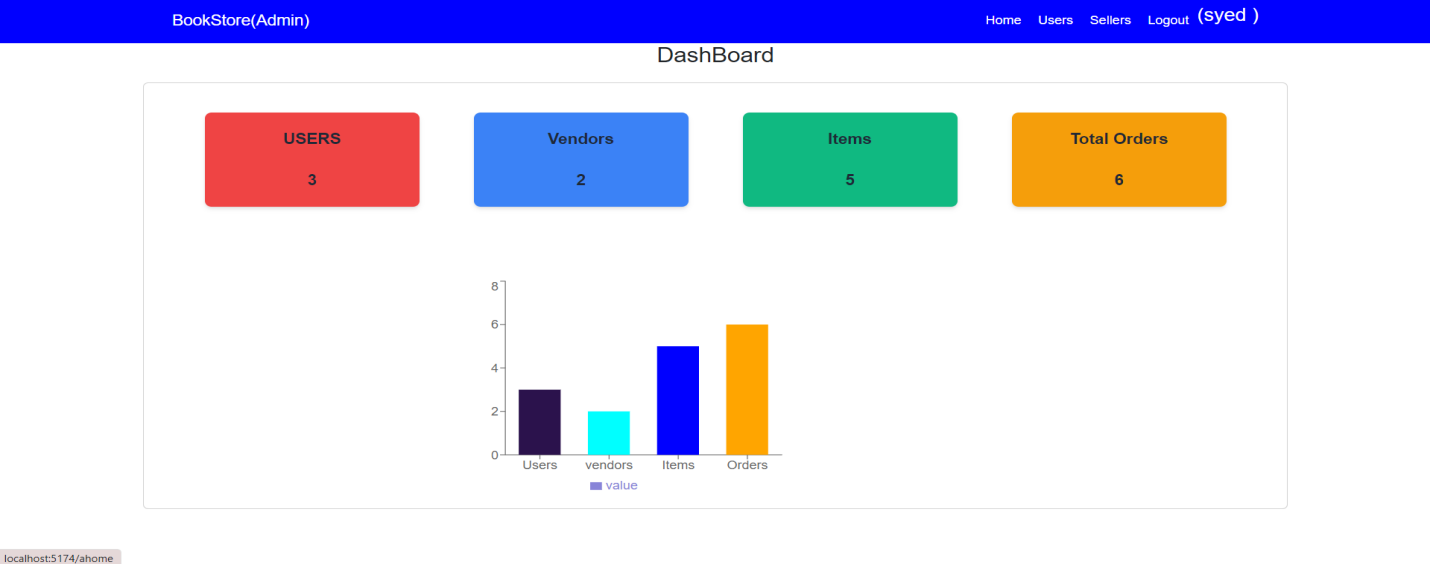 BookStore(Admin) Home Users Sellers Logout (syed )
DashBoard
USERS Vendors Items Total Orders
3 2 5 6
8
6
4
2
0
Users vendors Items Orders
value
localhost:5174/ahome